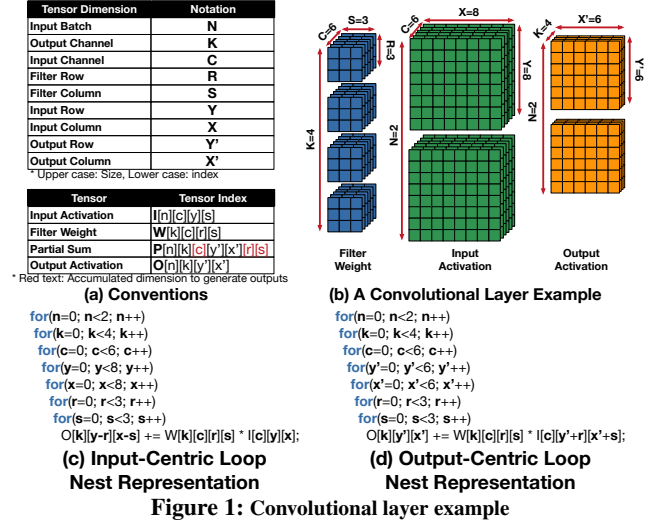 Tensor Dimension Notation
Input Batch N
Output Channel K
Input Channel C
Filter Row R
Filter Column S
Input Row Y
Input Column X
Output Row Y'
Output Column X'
* Upper case: Size, Lower case: index
Tensor Tensor Index
Input Activation I[n][c][y][s]
Filter Weight W[k][c][r][s]
Partial Sum P[n][k][c][y'][x'][r][s]
Output Activation O[n][k][y'][x']
* Red text: Accumulated dimension to generate outputs
(a) Conventions
C=6
S=3
R=3
K=4
C=6
X=8
Y=8
N=2
K=4
X'=6
Y'=6
N=2
Filter
Weight
Input
Activation
Output
Activation
(b) A Convolutional Layer Example
for(n=0; n<2; n++)
for(k=0; k<4; k++)
for(c=0; c<6; c++)
for(y=0; y<8; y++)
for(x=0; x<8; x++)
for(r=0; r<3; r++)
for(s=0; s<3; s++)
O[k][y-r][x-s] += W[k][c][r][s] * I[c][y][x];
(c) Input-Centric Loop
Nest Representation
for(n=0; n<2; n++)
for(k=0; k<4; k++)
for(c=0; c<6; c++)
for(y'=0; y'<6; y'++)
for(x'=0; x'<6; x'++)
for(r=0; r<3; r++)
for(s=0; s<3; s++)
O[k][y'][x'] += W[k][c][r][s] * I[c][y'+r][x'+s];
(d) Output-Centric Loop
Nest Representation
Figure 1: Convolutional layer example